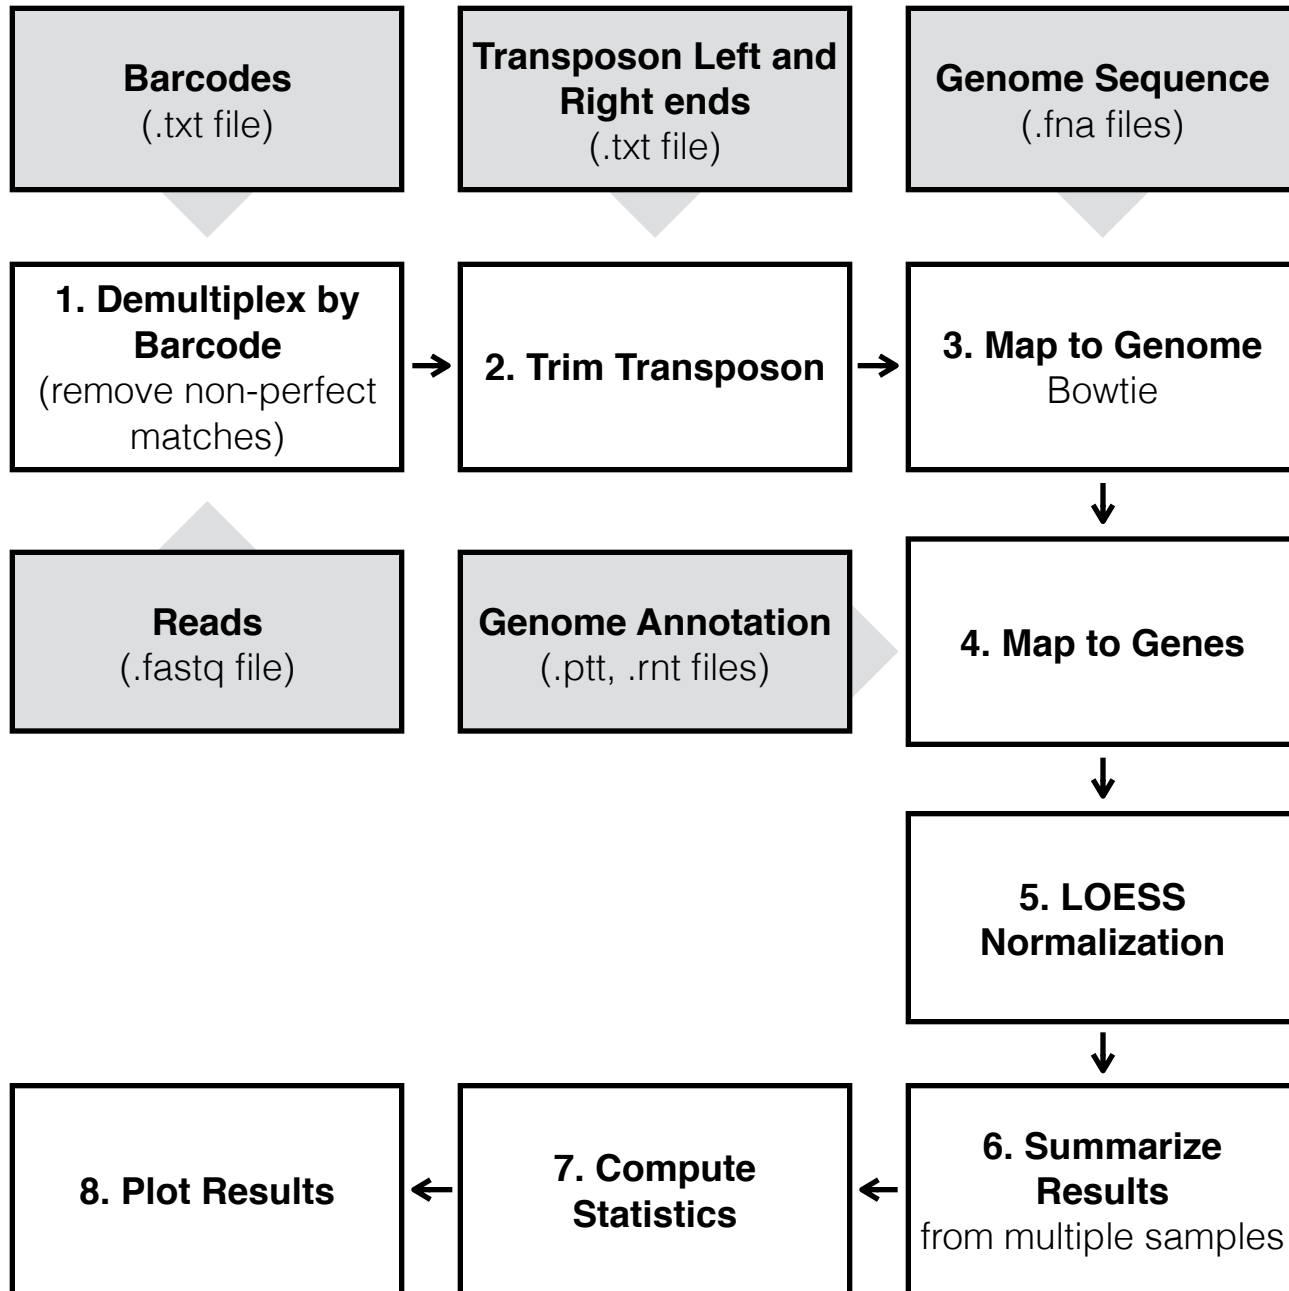 Barcodes
(.txt file)
Transposon Left and
Right ends
(.txt file)
Genome Sequence
(.fna files)
1. Demultiplex by
Barcode
(remove non-perfect
matches)
2. Trim Transposon
3. Map to Genome
Bowtie
Reads
(.fastq file)
Genome Annotation
(.ptt, .rnt files)
4. Map to Genes
5. LOESS
Normalization
8. Plot Results
7. Compute
Statistics
6. Summarize
Results
from multiple samples